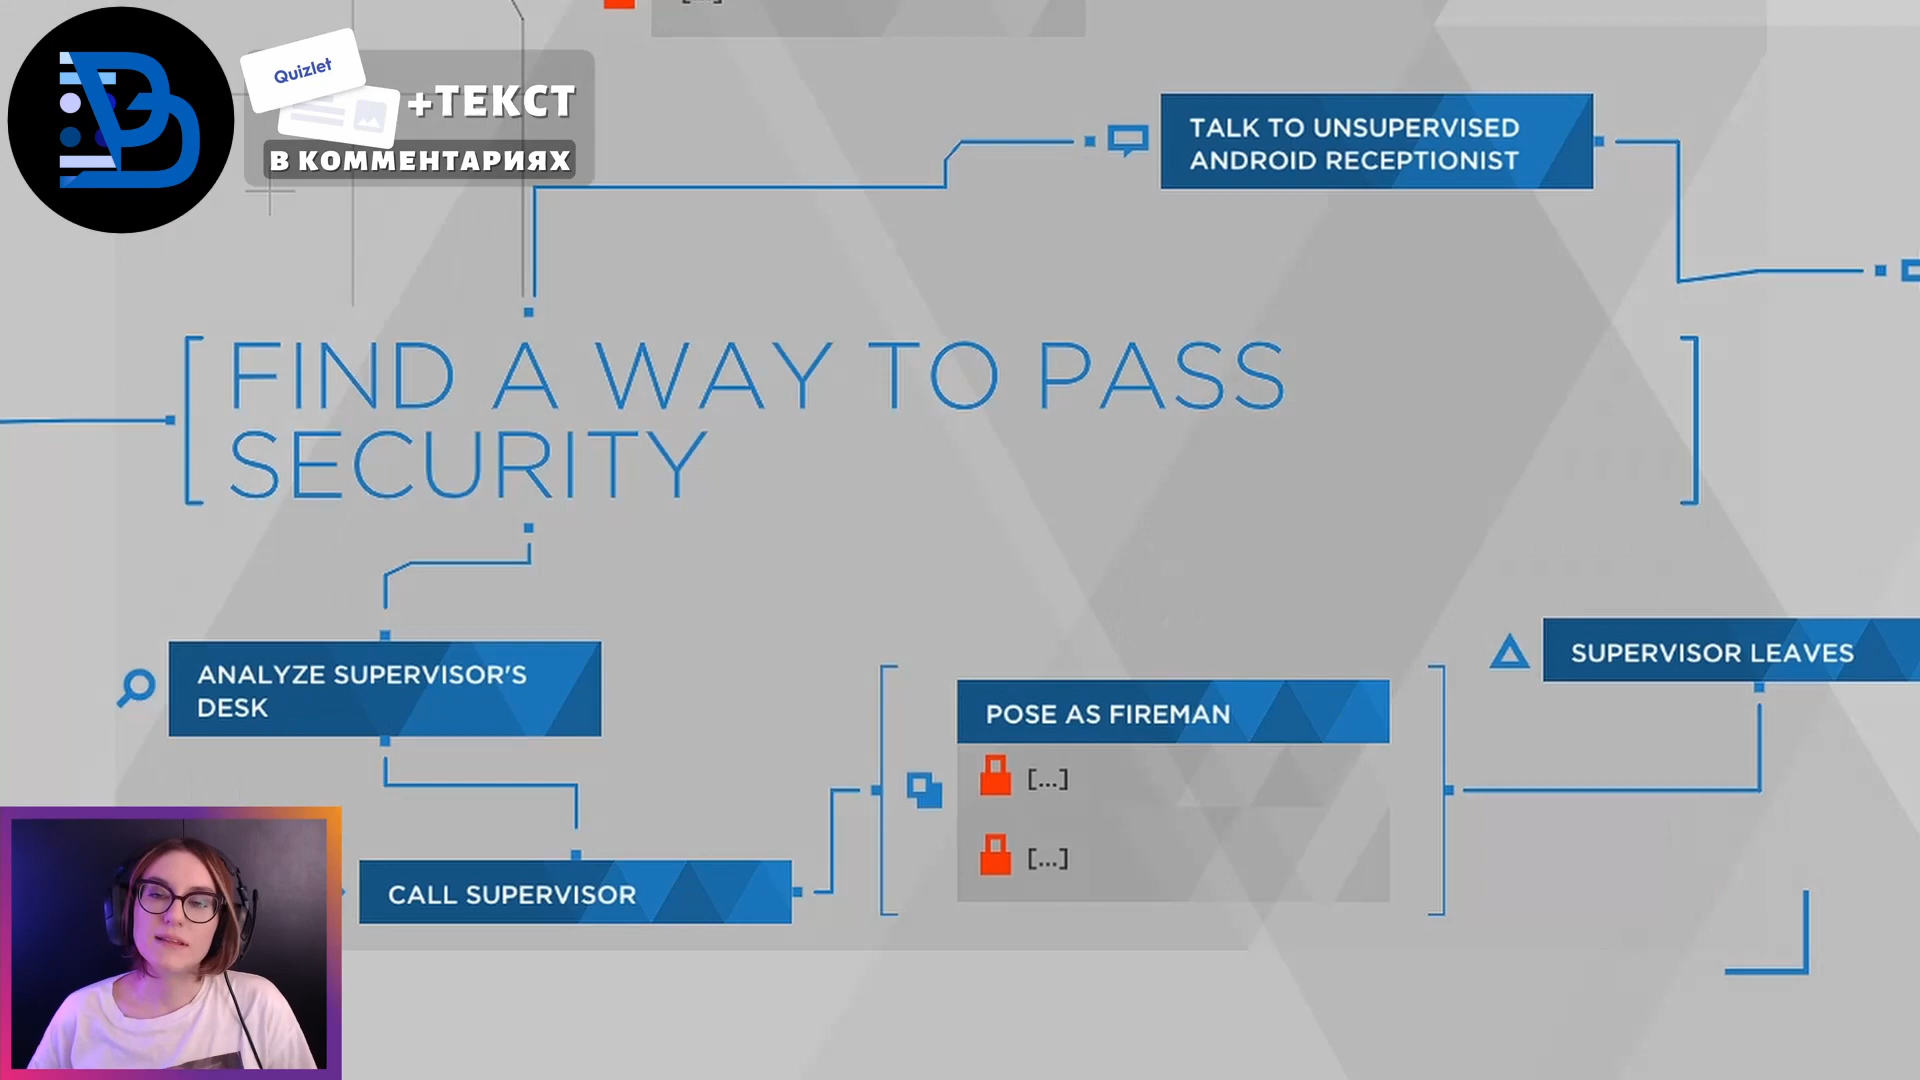 [...]
Quizlet
+ТЕКСТ
В КОММЕНТАРИЯХ
TALK TO UNSUPERVISED
ANDROID RECEPTIONIST
FIND A WAY TO PASS
SECURITY
ANALYZE SUPERVISOR'S
DESK
SUPERVISOR LEAVES
POSE AS FIREMAN
[...]
[...]
CALL SUPERVISOR